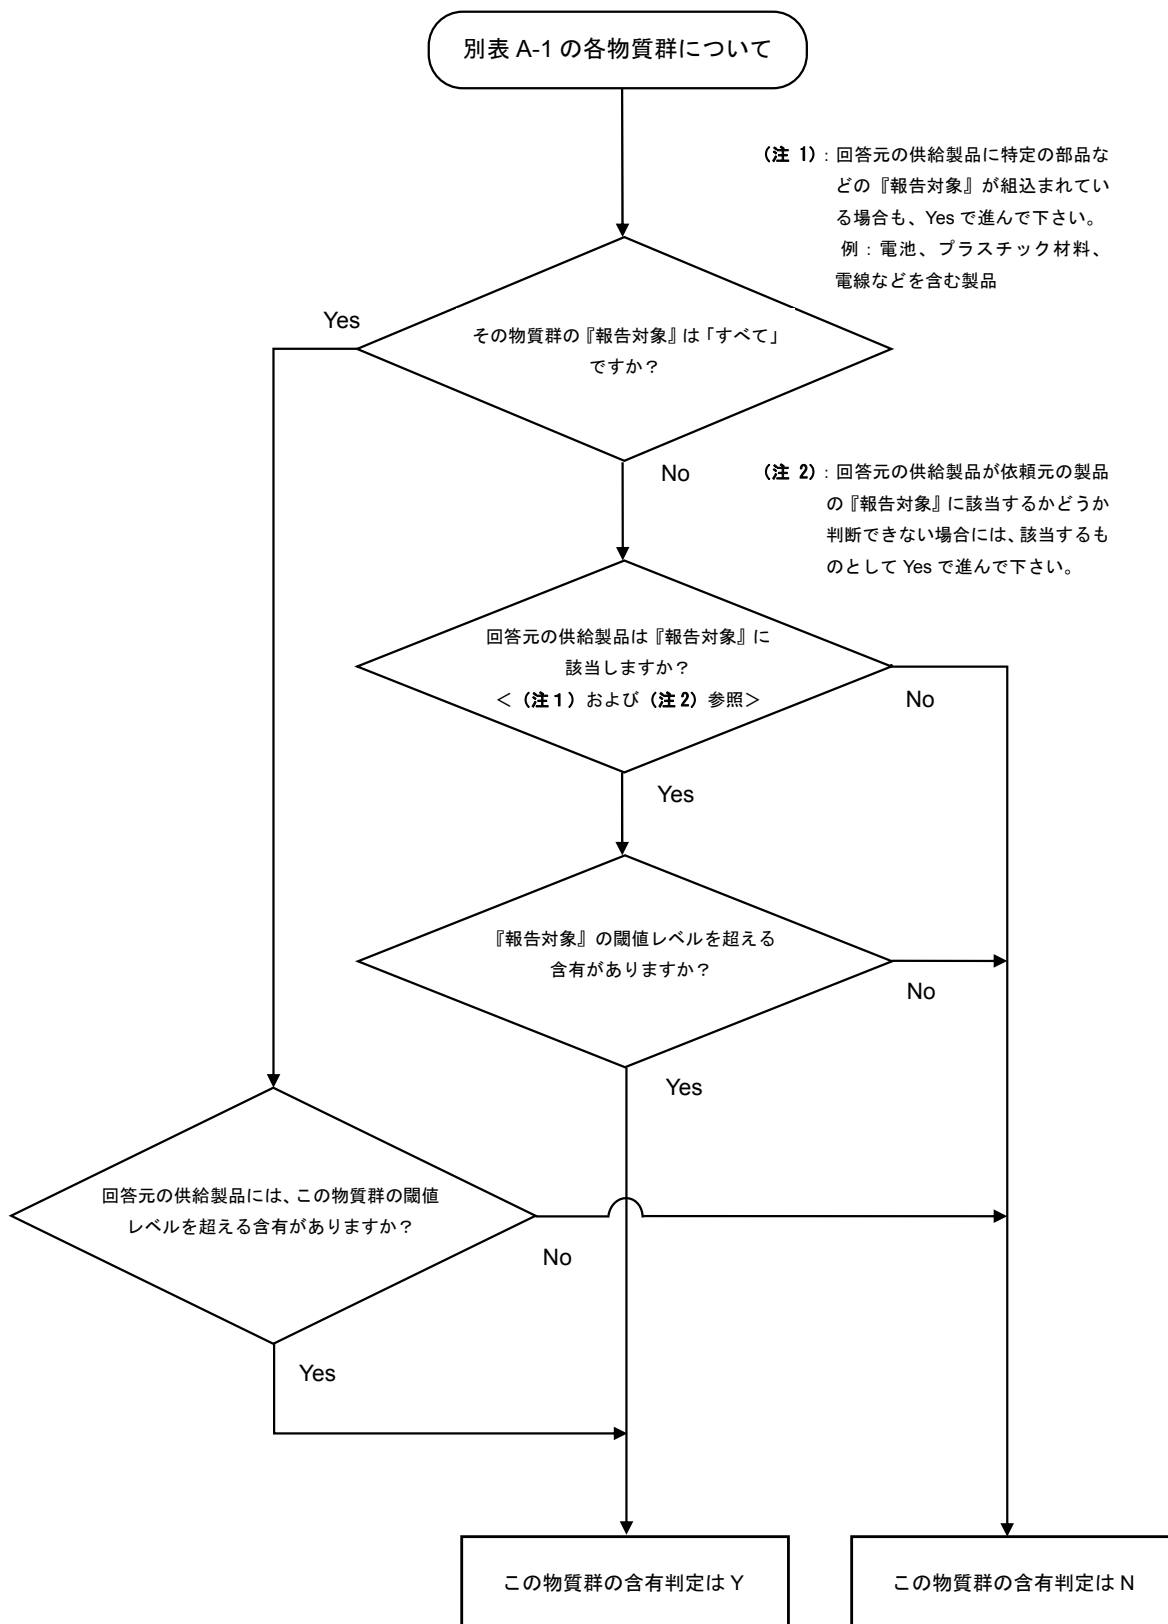 別表 A-1 の各物質群について
(注 1)：回答元の供給製品に特定の部品な
どの『報告対象』が組込まれてい
る場合も、Yes で進んで下さい。
例：電池、プラスチック材料、
電線などを含む製品
Yes
その物質群の『報告対象』は「すべて」
ですか？
No
(注 2)：回答元の供給製品が依頼元の製品
の『報告対象』に該当するかどうか
判断できない場合には、該当するも
のとして Yes で進んで下さい。
回答元の供給製品は『報告対象』に
該当しますか？
＜（注１）および（注２）参照＞
No
Yes
『報告対象』の閾値レベルを超える
含有がありますか？
No
Yes
回答元の供給製品には、この物質群の閾値
レベルを超える含有がありますか？
No
Yes
この物質群の含有判定は Y
この物質群の含有判定は N